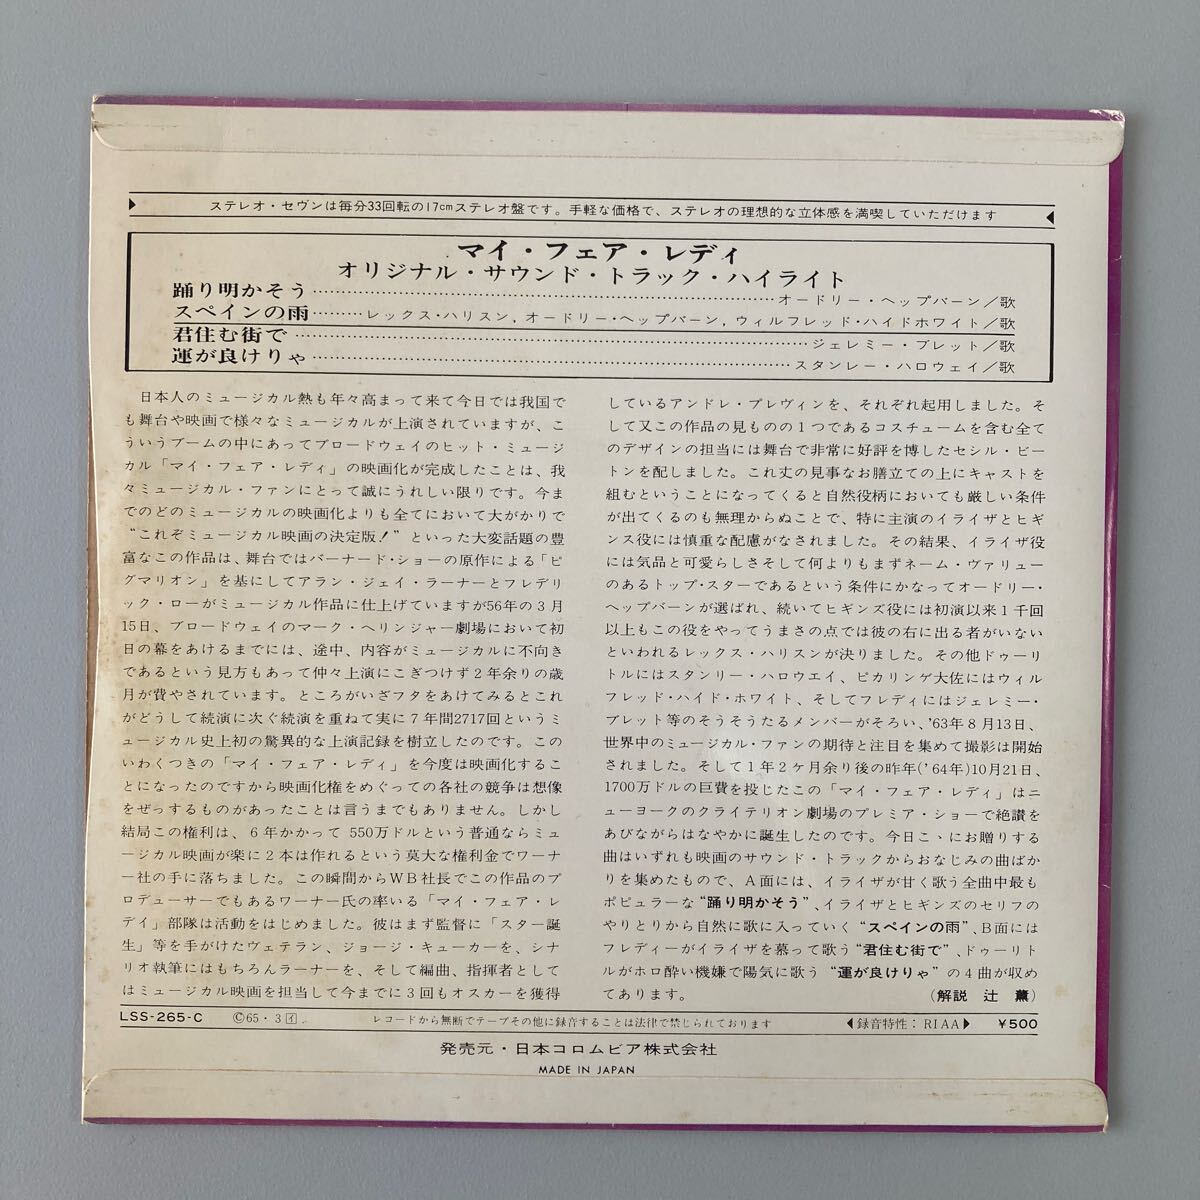 ステレオ・セヴンは毎分33回転の17cmステレオ盤です。手軽な価格で、ステレオの理想的な立体感を満喫していただけます
マイ・フェア・レディ
オリジナル・サウンド・トラック・ハイライト
踊り明かそう……オードリー・ヘップバーン／歌
スペインの雨……レックス・ハリスン,オードリー・ヘップバーン,ウィルフレッド・ハイドホワイト／歌
君住む街で……ジェレミー・ブレット／歌
運が良けりゃ……スタンレー・ハロウェイ／歌
日本人のミュージカル熱も年々高まって来て今日では我国で
も舞台や映画で様々なミュージカルが上演されていますが、こ
ういうブームの中にあってブロードウェイのヒット・ミュージ
カル「マイ・フェア・レディ」の映画化が完成したことは、我
々ミュージカル・ファンにとって誠にうれしい限りです。今ま
でのどのミュージカルの映画化よりも全てにおいて大がかりで
“これぞミュージカル映画の決定版！”といった大変話題の豊
富なこの作品は、舞台ではバーナード・ショーの原作による「ピ
グマリオン」を基にしてアラン・ジェイ・ラーナーとフレデリ
ック・ローがミュージカル作品に仕上げていますが56年の3月
15日、ブロードウェイのマーク・ヘリンジャー劇場において初
日の幕をあけるまでには、途中、内容がミュージカルに不向き
であるという見方もあって仲々上演にこぎつけず2年余りの歳
月が費やされています。ところがいざフタをあけてみるとこれ
がどうして続演に次ぐ続演を重ねて実に7年間2717回というミ
ュージカル史上初の驚異的な上演記録を樹立したのです。この
いわくつきの「マイ・フェア・レディ」を今度は映画化するこ
とになったのですから映画化権をめぐっての各社の競争は想像
をぜっするものがあったことは言うまでもありません。しかし
結局この権利は、6年かかって550万ドルという普通ならミュ
ージカル映画が楽に2本は作れるという莫大な権利金でワーナ
ー社の手に落ちました。この瞬間からWB社長でこの作品のプ
ロデューサーでもあるワーナー氏の率いる「マイ・フェア・レ
デイ」部隊は活動をはじめました。彼はまず監督に「スター誕
生」等を手がけたヴェテラン、ジョージ・キューカーを、シナ
リオ執筆にはもちろんラーナーを、そして編曲、指揮者として
はミュージカル映画を担当して今までに3回もオスカーを獲得
しているアンドレ・プレヴィンを、それぞれ起用しました。そ
して又この作品の見ものの1つであるコスチュームを含む全て
のデザインの担当には舞台で非常に好評を博したセシル・ビー
トンを配しました。これ丈の見事なお膳立ての上にキャストを
組むということになってくると自然役柄においても厳しい条件
が出てくるのも無理からぬことで、特に主演のイライザとヒギ
ンス役には慎重な配慮がなされました。その結果、イライザ役
には気品と可愛らしさそして何よりもまずネーム・ヴァリュー
のあるトップ・スターであるという条件にかなってオードリー・
ヘップバーンが選ばれ、続いてヒギンズ役には初演以来1千回
以上もこの役をやってうまさの点では彼の右に出る者がいない
といわれるレックス・ハリスンが決りました。その他ドゥーリ
トルにはスタンリー・ハロウエイ、ピカリング大佐にはウィル
フレッド・ハイド・ホワイト、そしてフレディにはジェレミー・
ブレット等のそうそうたるメンバーがそろい、'63年8月13日、
世界中のミュージカル・ファンの期待と注目を集めて撮影は開始
されました。そして1年2ケ月余り後の昨年('64年)10月21日、
1700万ドルの巨費を投じたこの「マイ・フェア・レディ」はニ
ューヨークのクライテリオン劇場のプレミア・ショーで絶讃を
あびながらはなやかに誕生したのです。今日こゝにお贈りする
曲はいずれも映画のサウンド・トラックからおなじみの曲ばか
りを集めたもので、A面には、イライザが甘く歌う全曲中最も
ポピュラーな“踊り明かそう”、イライザとヒギンズのセリフの
やりとりから自然に歌に入っていく“スペインの雨”、B面には
フレディーがイライザを慕って歌う“君住む街で”、ドゥーリト
ルがホロ酔い機嫌で陽気に歌う“運が良けりゃ”の4曲が収め
てあります。（解説 辻 薫）
LSS-265-C ©65・3 イ レコードから無断でテープその他に録音することは法律で禁じられております ◀録音特性：RIAA▶ ¥500
発売元・日本コロムビア株式会社
MADE IN JAPAN